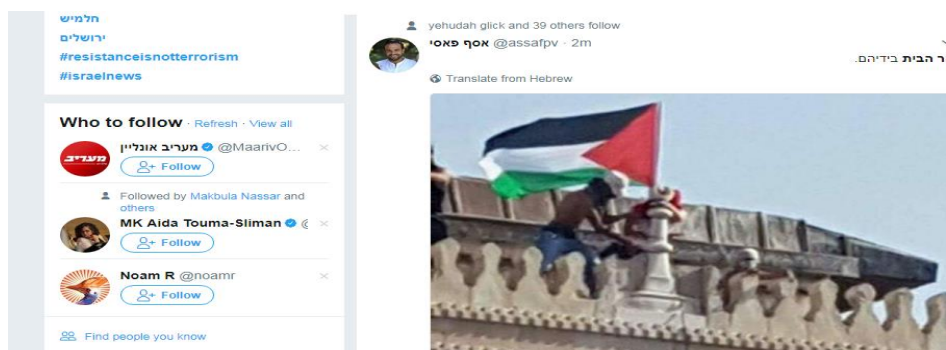 חלמיש
ירושלים
#resistanceisnotterrorism
#israelnews
Who to follow · Refresh · View all
מעריב אונליין @MaarivO...
מעריב
Follow
Followed by Makbula Nassar and
others
MK Aida Touma-Sliman @
Follow
Noam R @noamr
Follow
Find people you know
yehudah glick and 39 others follow
אסף פאסי @assafpv · 2m
הבית בידיהם.
Translate from Hebrew